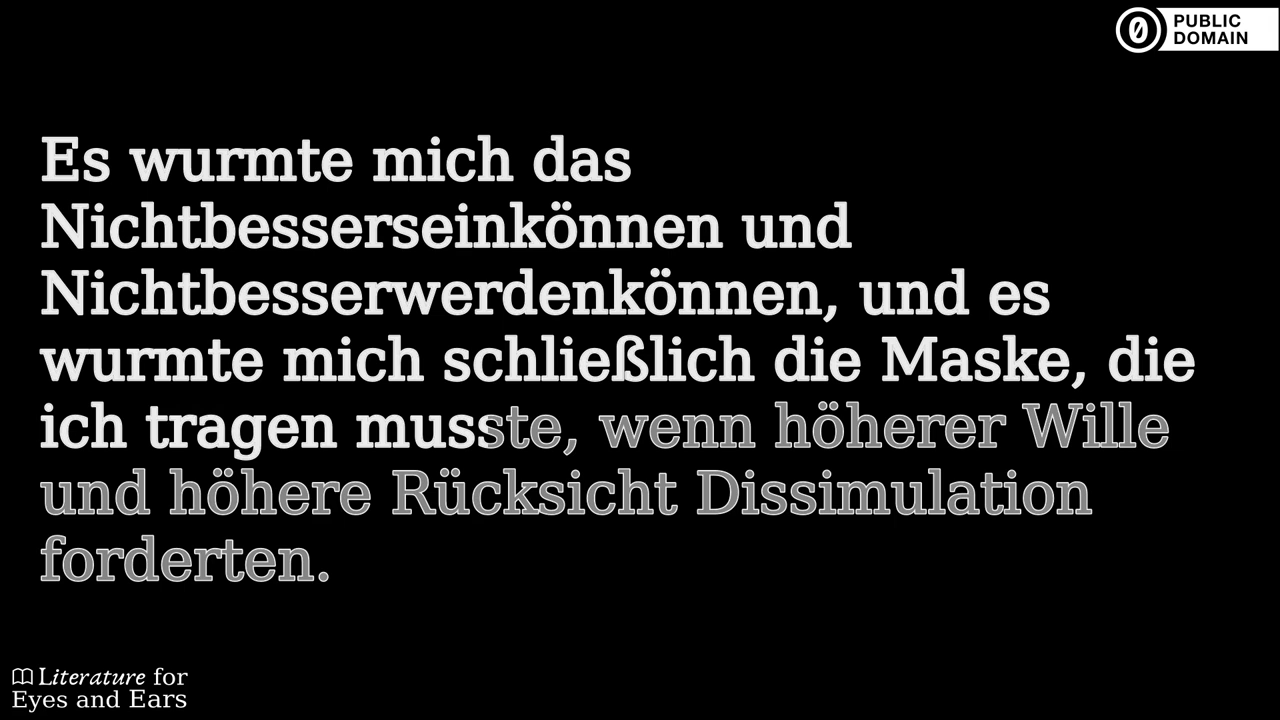 PUBLIC
DOMAIN
Es wurmte mich das
Nichtbesserseinkönnen und
Nichtbesserwerdenkönnen, und es
wurmte mich schließlich die Maske, die
ich tragen musste, wenn höherer Wille
und höhere Rücksicht Dissimulation
forderten.
Literature for
Eyes and Ears